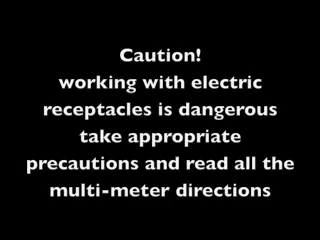 Caution!
working with electric
receptacles is dangerous
take appropriate
precautions and read all the
multi-meter directions